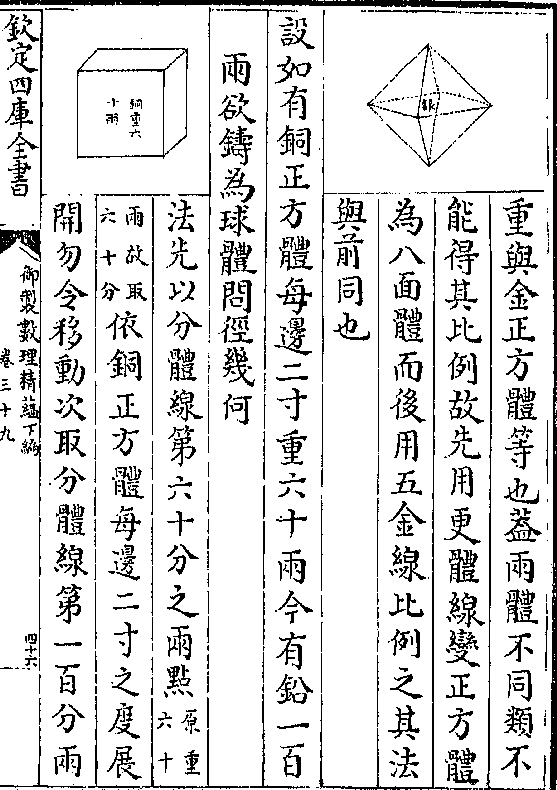 重與金正方體等也葢兩體不同類不
能得其比例故先用更體線變正方體
為八面體而後用五金線比例之其法
與前同也
銀
設如有銅正方體每邊二寸重六十兩今有鉛一百
兩欲鑄為球體問徑幾何
銅重六
十兩
法先以分體線第六十分之兩點原重六十
兩故取六十分依銅正方體每邊二寸之度展
開勿令移動次取分體線第一百分兩
欽定四庫全書
御製數理精蘊下編
卷三十九
四十六